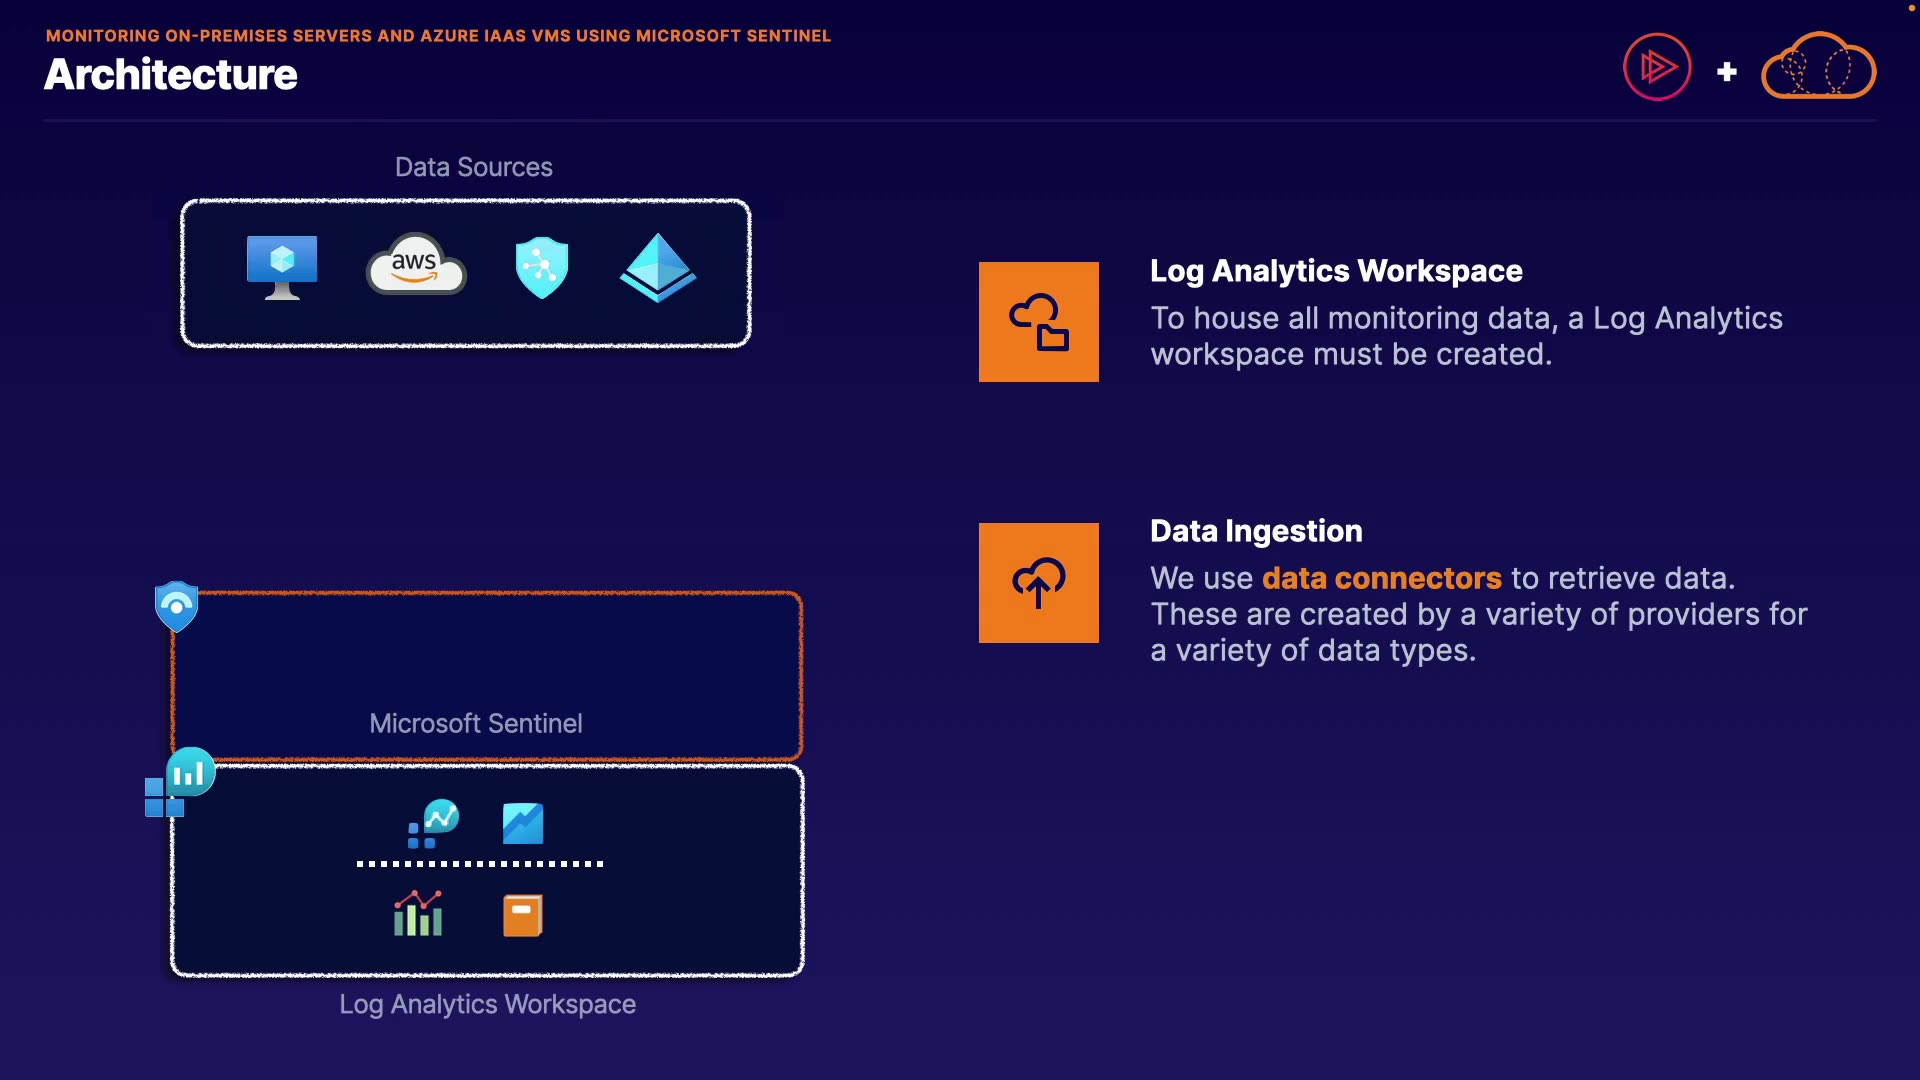 MONITORING ON-PREMISES SERVERS AND AZURE IAAS VMS USING MICROSOFT SENTINEL
Architecture
Data Sources
aws
Log Analytics Workspace
To house all monitoring data, a Log Analytics
workspace must be created.
Data Ingestion
We use data connectors to retrieve data.
These are created by a variety of providers for
a variety of data types.
Microsoft Sentinel
Log Analytics Workspace